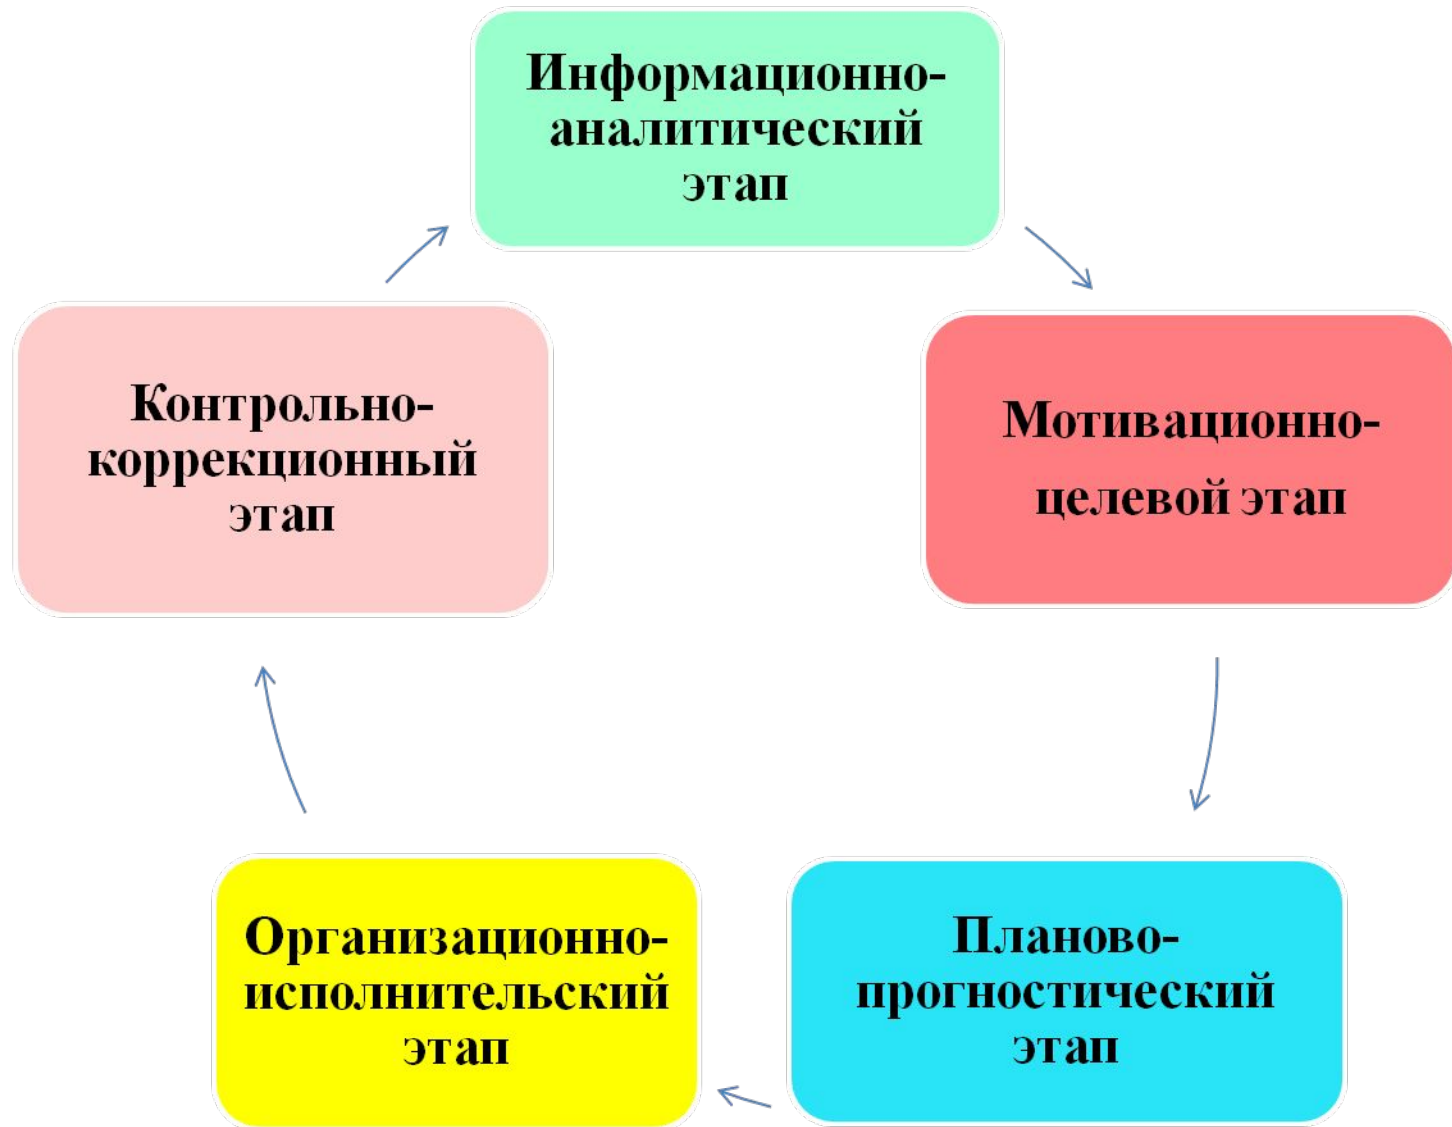 Информационно-
аналитический
этап
Мотивационно-
целевой этап
Планово-
прогностический
этап
Организационно-
исполнительский
этап
Контрольно-
коррекционный
этап